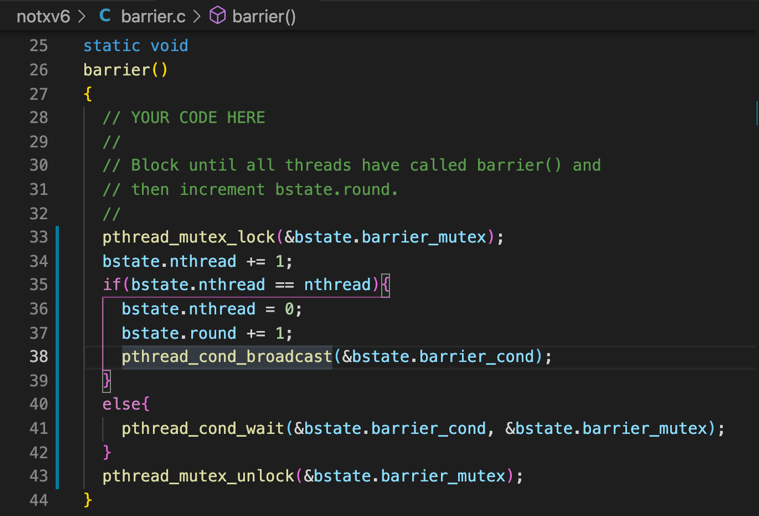 notxv6 > C barrier.c > barrier()
25 static void
26 barrier()
27 {
28   // YOUR CODE HERE
29   //
30   // Block until all threads have called barrier() and
31   // then increment bstate.round.
32   //
33   pthread_mutex_lock(&bstate.barrier_mutex);
34   bstate.nthread += 1;
35   if(bstate.nthread == nthread){
36     bstate.nthread = 0;
37     bstate.round += 1;
38     pthread_cond_broadcast(&bstate.barrier_cond);
39   }
40   else{
41     pthread_cond_wait(&bstate.barrier_cond, &bstate.barrier_mutex);
42   }
43   pthread_mutex_unlock(&bstate.barrier_mutex);
44 }